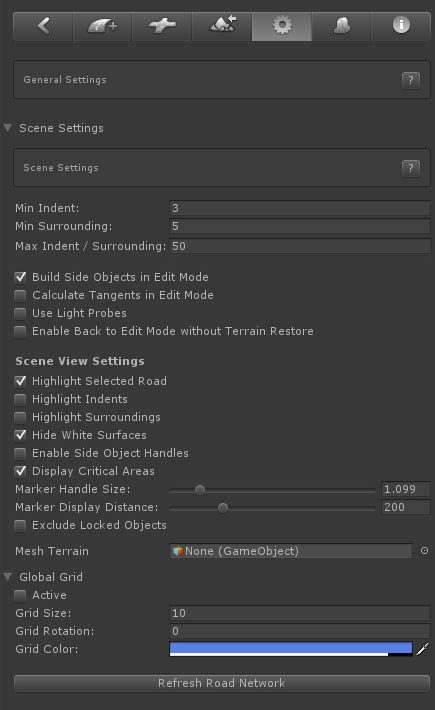 General Settings ?
Scene Settings
Scene Settings ?
Min Indent: 3
Min Surrounding: 5
Max Indent / Surrounding: 50
Build Side Objects in Edit Mode
Calculate Tangents in Edit Mode
Use Light Probes
Enable Back to Edit Mode without Terrain Restore
Scene View Settings
Highlight Selected Road
Highlight Indents
Highlight Surroundings
Hide White Surfaces
Enable Side Object Handles
Display Critical Areas
Marker Handle Size: 1.099
Marker Display Distance: 200
Exclude Locked Objects
Mesh Terrain None (GameObject)
Global Grid
Active
Grid Size: 10
Grid Rotation: 0
Grid Color:
Refresh Road Network